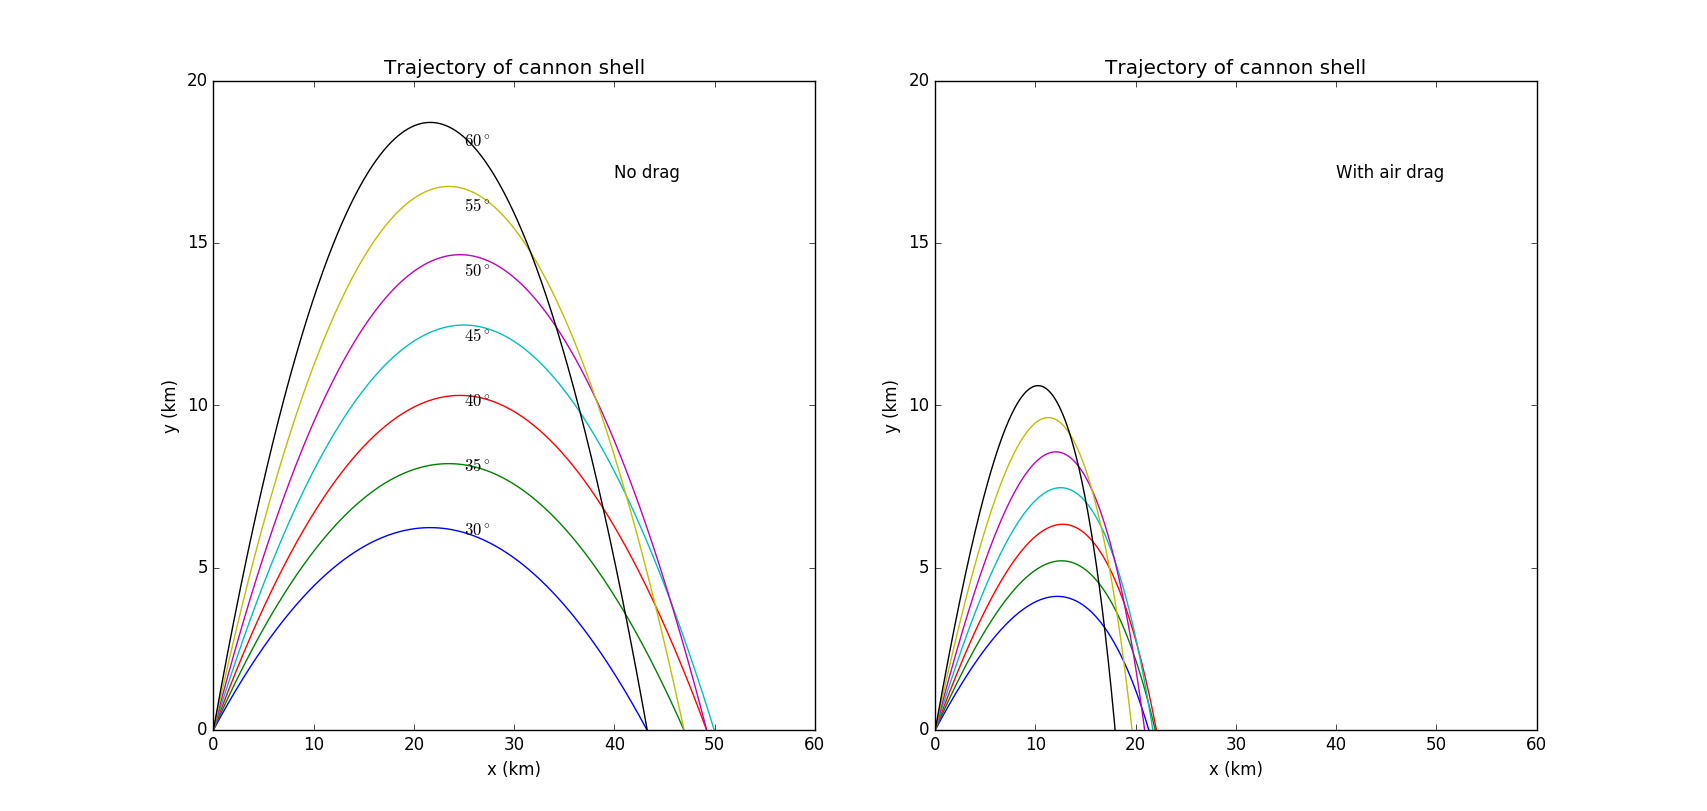 Trajectory of cannon shell
20
15
10
5
0
y (km)
60°
55°
50°
45°
40°
35°
30°
No drag
0 10 20 30 40 50 60
x (km)
Trajectory of cannon shell
20
15
10
5
0
y (km)
With air drag
0 10 20 30 40 50 60
x (km)